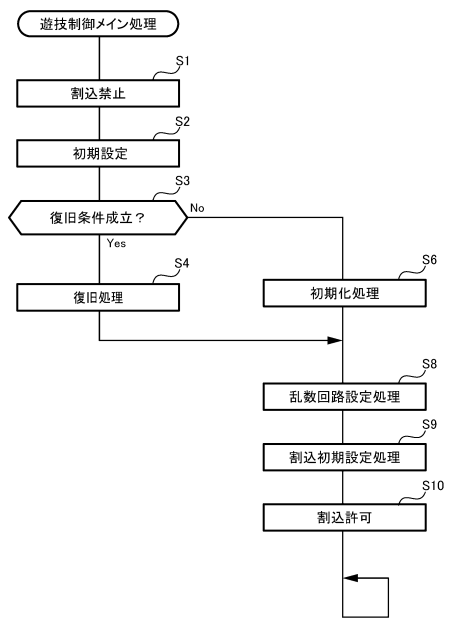 遊技制御メイン処理
S1
割込禁止
S2
初期設定
S3
復旧条件成立?
No
Yes
S4
復旧処理
S6
初期化処理
S8
乱数回路設定処理
S9
割込初期設定処理
S10
割込許可